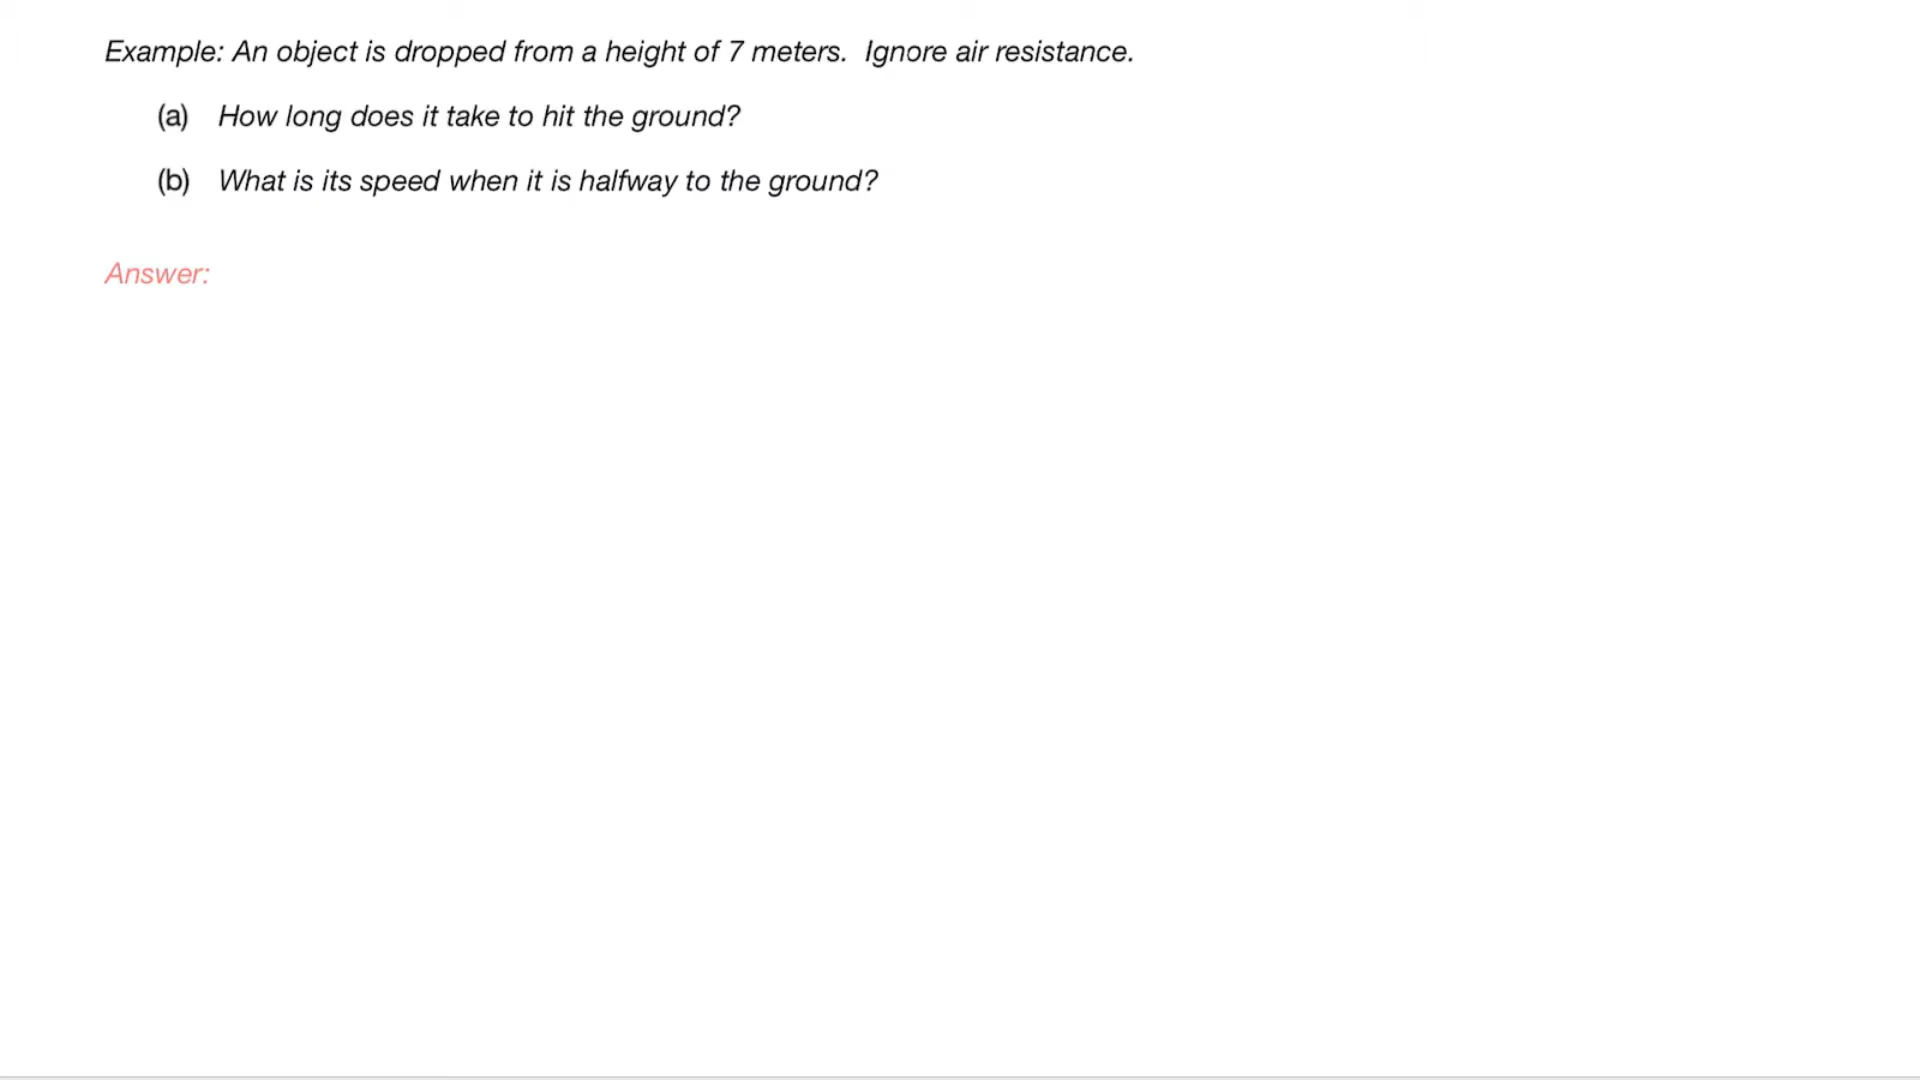 Example: An object is dropped from a height of 7 meters.  Ignore air resistance.
(a) How long does it take to hit the ground?
(b) What is its speed when it is halfway to the ground?
Answer: